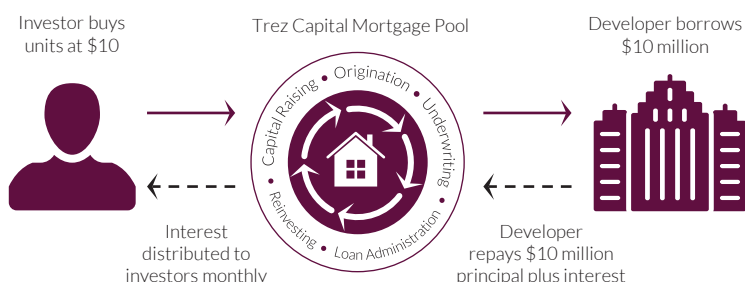 Investor buys
units at $10
Trez Capital Mortgage Pool
Developer borrows
$10 million
Capital Raising • Origination • Underwriting • Loan Administration • Reinvesting •
Interest
distributed to
investors monthly
Developer
repays $10 million
principal plus interest